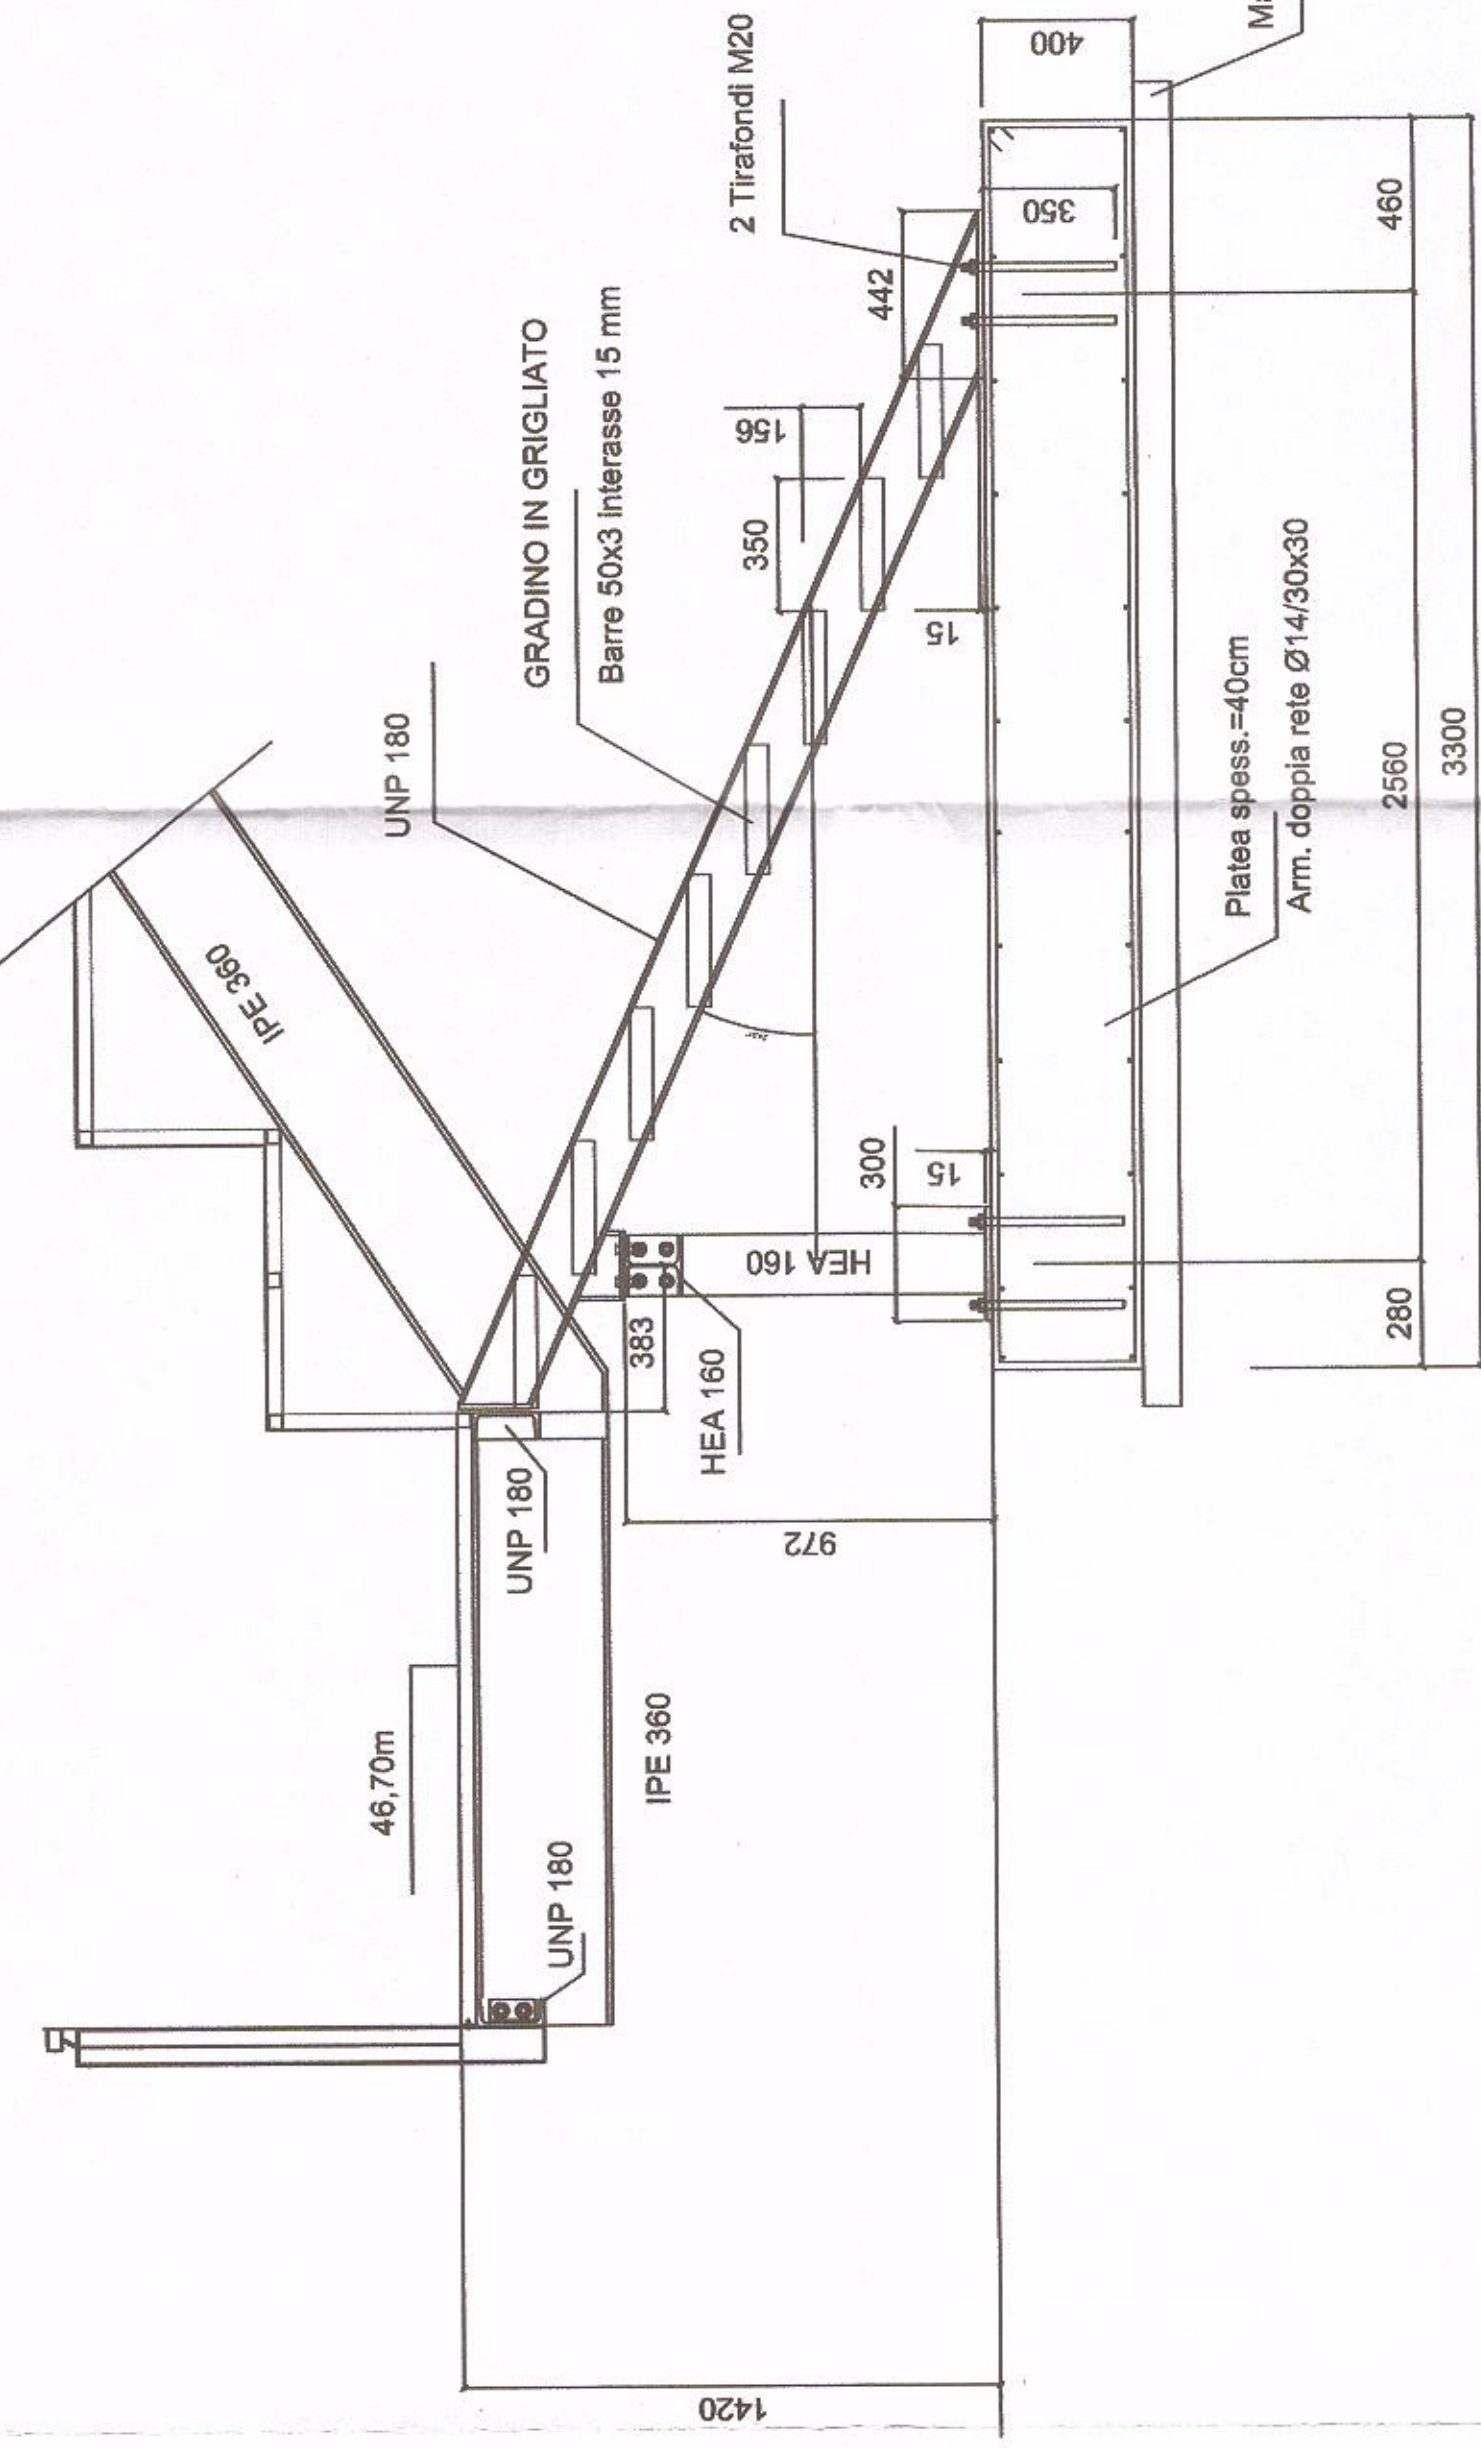 IPE 360
UNP 180
GRADINO IN GRIGLIATO
Barre 50x3 interasse 15 mm
2 Tirafondi M20
46,70m
UNP 180
UNP 180
IPE 360
383
HEA 160
HEA 160
972
1420
300
15
350
156
442
15
350
400
Platea spess.=40cm
Arm. doppia rete Ø14/30x30
280
2560
460
3300